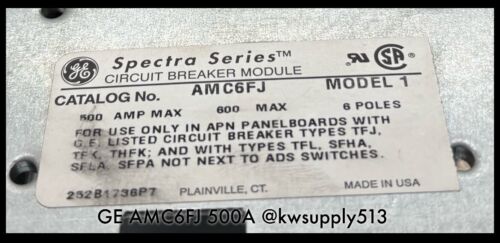 GE Spectra Series™
CIRCUIT BREAKER MODULE
CATALOG No. AMC6FJ MODEL 1
500 AMP MAX 600 MAX 6 POLES
FOR USE ONLY IN APN PANELBOARDS WITH
G.E. LISTED CIRCUIT BREAKER TYPES TFJ,
TFK, THFK; AND WITH TYPES TFL, SFHA,
SFLA, SFPA NOT NEXT TO ADS SWITCHES.
252B1736P7 PLAINVILLE, CT. MADE IN USA
GE AMC6FJ 500A @kwsupply513